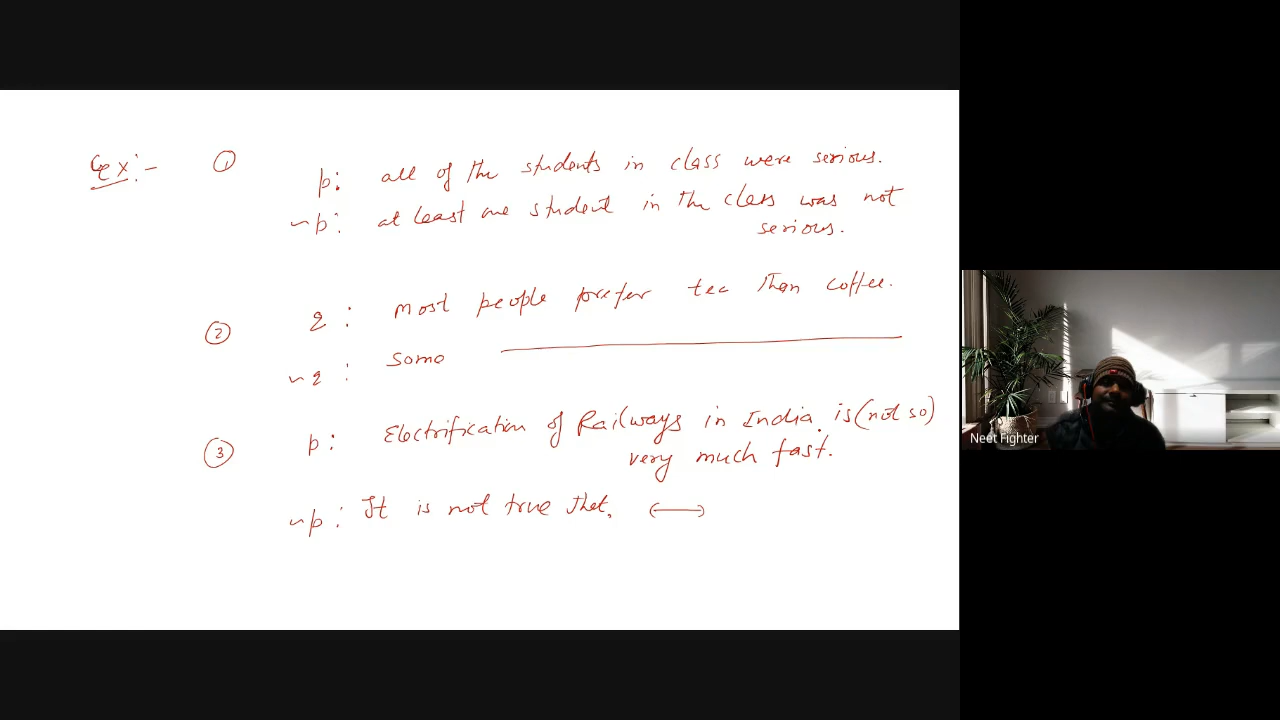 Ex:- ① p: all of the students in class were serious.
~p: at least one student in the class was not
serious.
② q: most people prefer tea than coffee.
~q: some
③ p: Electrification of Railways in India is (not so)
very much fast.
~p: It is not true that,
Neet Fighter